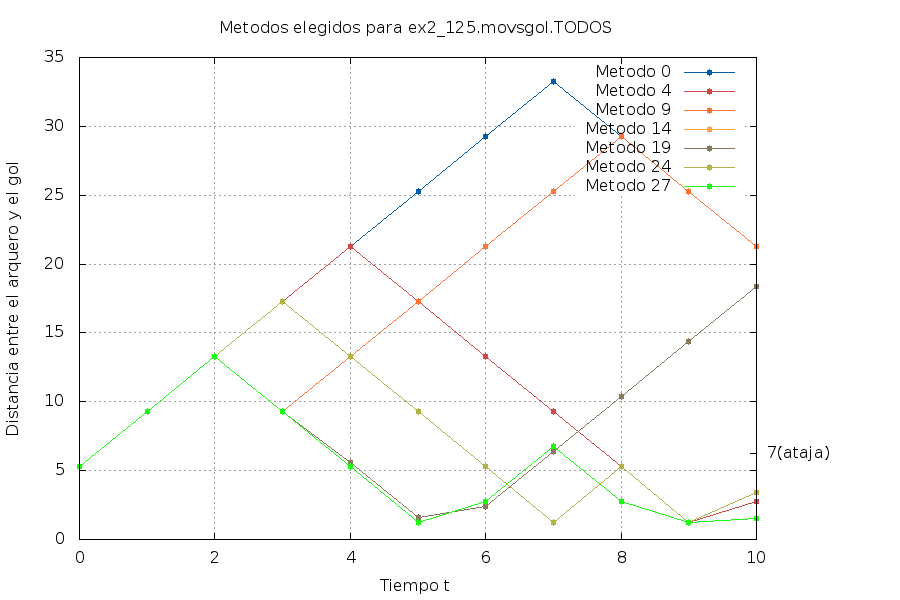 Metodos elegidos para ex2_125.movsgol.TODOS
35
30
25
20
15
10
5
0
Distancia entre el arquero y el gol
Metodo 0
Metodo 4
Metodo 9
Metodo 14
Metodo 19
Metodo 24
Metodo 27
7(ataja)
0 2 4 6 8 10
Tiempo t